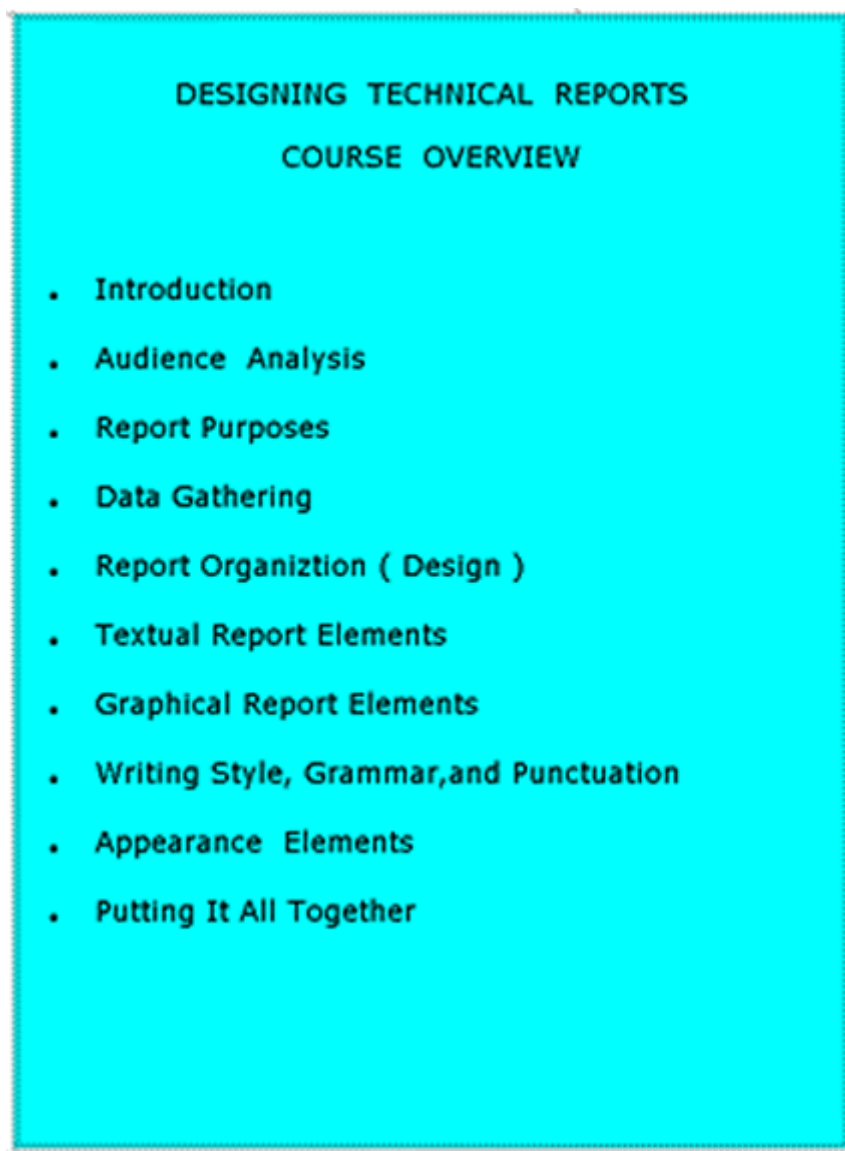 DESIGNING TECHNICAL REPORTS
COURSE OVERVIEW
. Introduction
. Audience Analysis
. Report Purposes
. Data Gathering
. Report Organiztion ( Design )
. Textual Report Elements
. Graphical Report Elements
. Writing Style, Grammar,and Punctuation
. Appearance Elements
. Putting It All Together